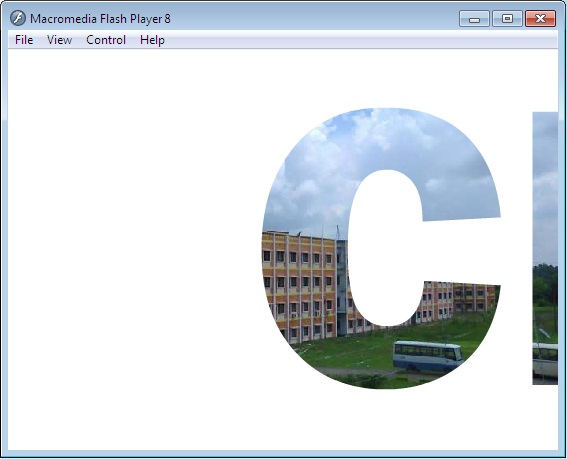 Macromedia Flash Player 8
File View Control Help
C